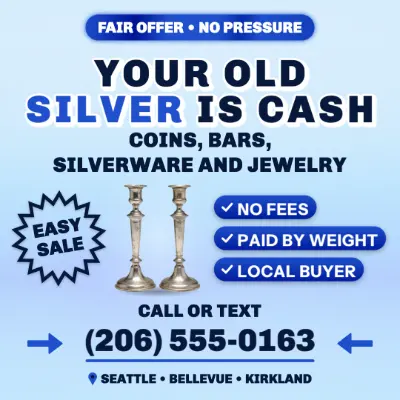 FAIR OFFER • NO PRESSURE
YOUR OLD
SILVER IS CASH
COINS, BARS,
SILVERWARE AND JEWELRY
EASY
SALE
NO FEES
PAID BY WEIGHT
LOCAL BUYER
CALL OR TEXT
(206) 555-0163
SEATTLE • BELLEVUE • KIRKLAND